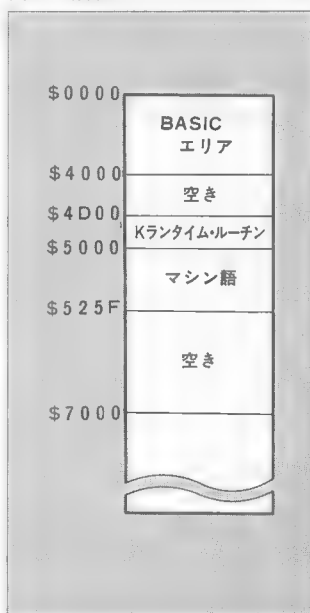 $0000
BASIC
エリア
$4000
空き
$4D00
Kランタイム・ルーチン
$5000
マシン語
$525F
空き
$7000